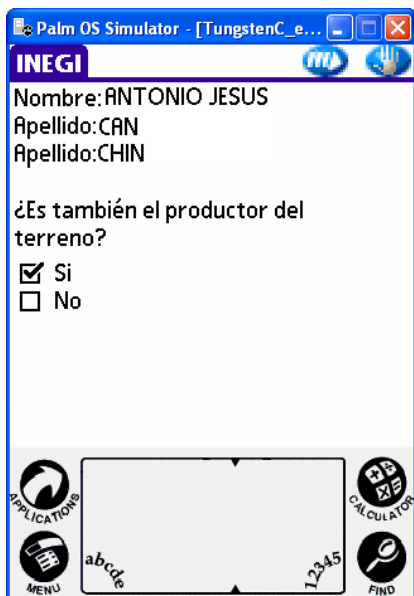 Palm OS Simulator - [TungstenC_e...
INEGI
Nombre: ANTONIO JESUS
Apellido: CAN
Apellido: CHIN
¿Es también el productor del
terreno?
Si
No
APPLICATIONS
CALCULATOR
abcde
12345
MENU
FIND